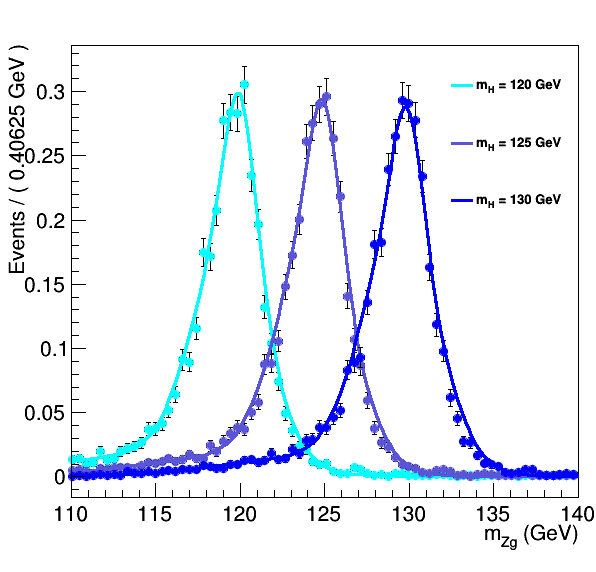 Events / ( 0.40625 GeV )
0.3
0.25
0.2
0.15
0.1
0.05
0
m_H = 120 GeV
m_H = 125 GeV
m_H = 130 GeV
110 115 120 125 130 135 140
m_Zg (GeV)